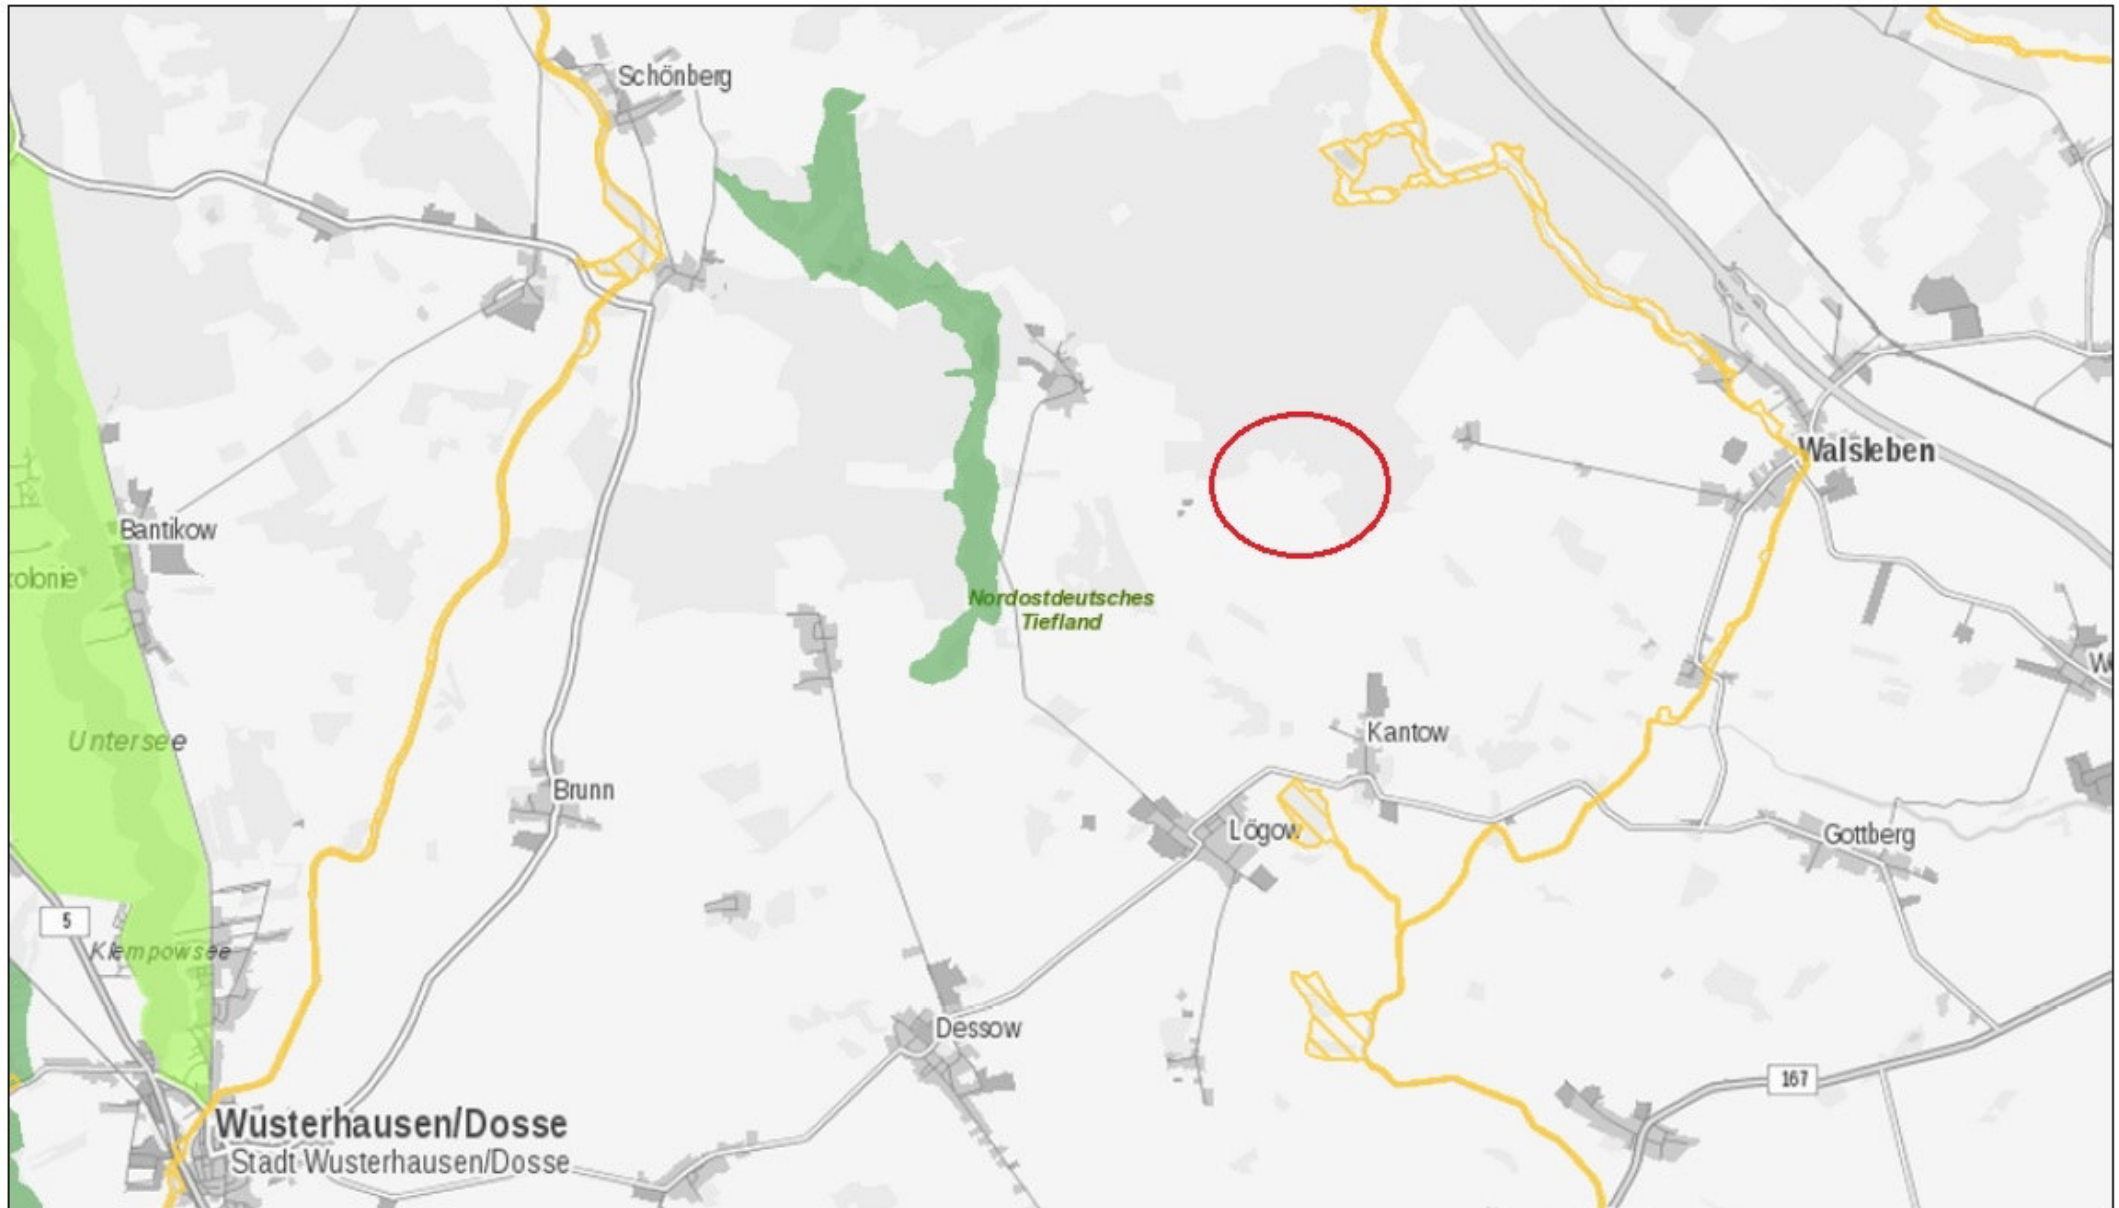 Schönberg
Walsleben
Bantikow
olonie
Nordostdeutsches
Tiefland
W
Untersee
Kantow
Brunn
Lögow
Gottberg
5
Klempowsee
Dessow
167
Wusterhausen/Dosse
Stadt Wusterhausen/Dosse